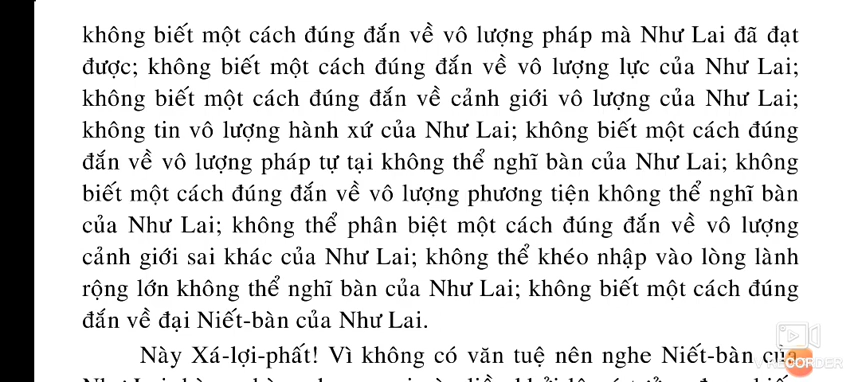 không biết một cách đúng đắn về vô lượng pháp mà Như Lai đã đạt
được; không biết một cách đúng đắn về vô lượng lực của Như Lai;
không biết một cách đúng đắn về cảnh giới vô lượng của Như Lai;
không tin vô lượng hành xứ của Như Lai; không biết một cách đúng
đắn về vô lượng pháp tự tại không thể nghĩ bàn của Như Lai; không
biết một cách đúng đắn về vô lượng phương tiện không thể nghĩ bàn
của Như Lai; không thể phân biệt một cách đúng đắn về vô lượng
cảnh giới sai khác của Như Lai; không thể khéo nhập vào lòng lành
rộng lớn không thể nghĩ bàn của Như Lai; không biết một cách đúng
đắn về đại Niết-bàn của Như Lai.
Này Xá-lợi-phất! Vì không có văn tuệ nên nghe Niết-bàn của
V RECORDER